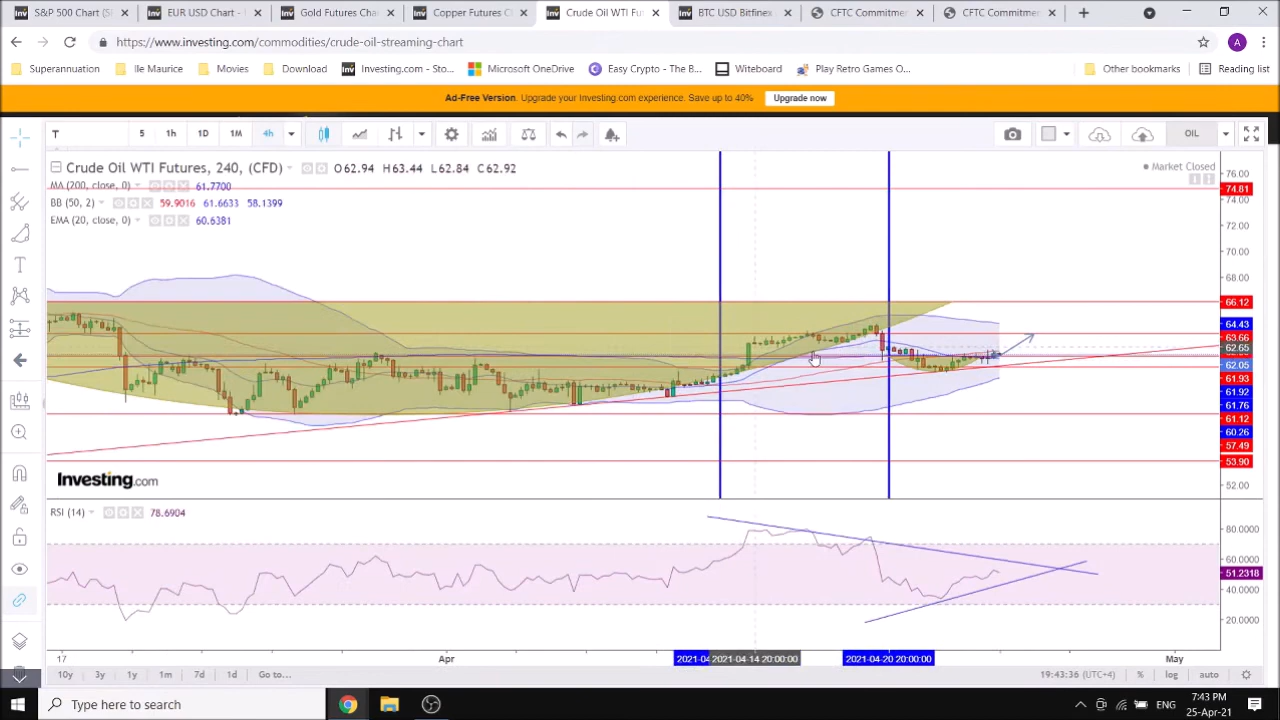 S&P 500 Chart (S
EUR USD Chart -
Gold Futures Cha
Copper Futures C
Crude Oil WTI Fu
BTC USD Bitfinex
CFTC Commitme
CFTC Commitme
https://www.investing.com/commodities/crude-oil-streaming-chart
A
Superannuation
Ile Maurice
Movies
Download
Investing.com - Sto...
Microsoft OneDrive
Easy Crypto - The B...
Witeboard
Play Retro Games O...
Other bookmarks
Reading list
Ad-Free Version. Upgrade your Investing.com experience. Save up to 40%
Upgrade now
T
5
1h
1D
1M
4h
OIL
Crude Oil WTI Futures, 240, (CFD)
O62.94 H63.44 L62.84 C62.92
Market Closed
MA (200, close, 0)
61.7700
BB (50, 2)
59.9016 61.6633 58.1399
EMA (20, close, 0)
60.6381
76.00
74.81
74.00
72.00
70.00
68.00
66.12
64.43
63.66
62.65
62.05
61.93
61.92
61.76
61.12
60.26
57.49
53.90
52.00
Investing.com
RSI (14)
78.6904
80.0000
60.0000
51.2318
40.0000
20.0000
17
Apr
2021-04
2021-04-14 20:00:00
2021-04-20 20:00:00
May
10y
3y
1y
1m
7d
1d
Go to...
19:43:36 (UTC+4)
%
log
auto
Type here to search
ENG
7:43 PM
25-Apr-21